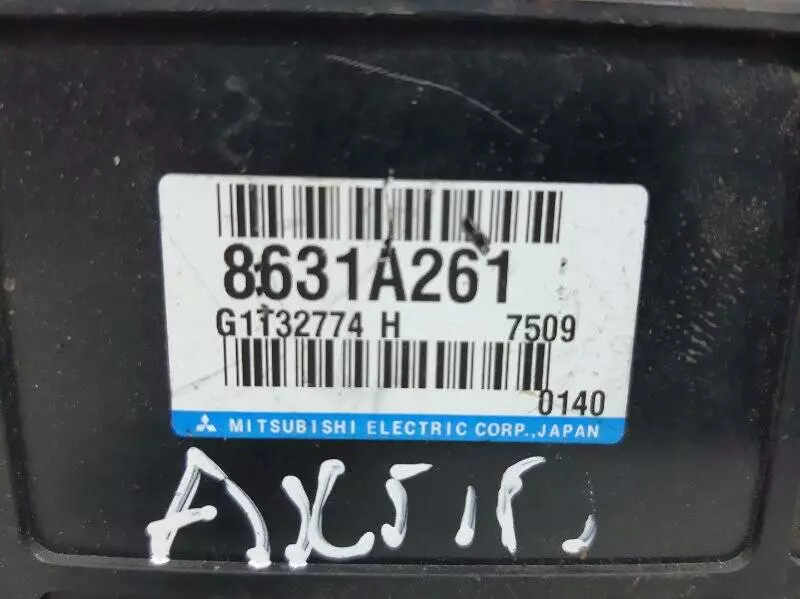 8631A261
G1T32774 H 7509
0140
MITSUBISHI ELECTRIC CORP.,JAPAN